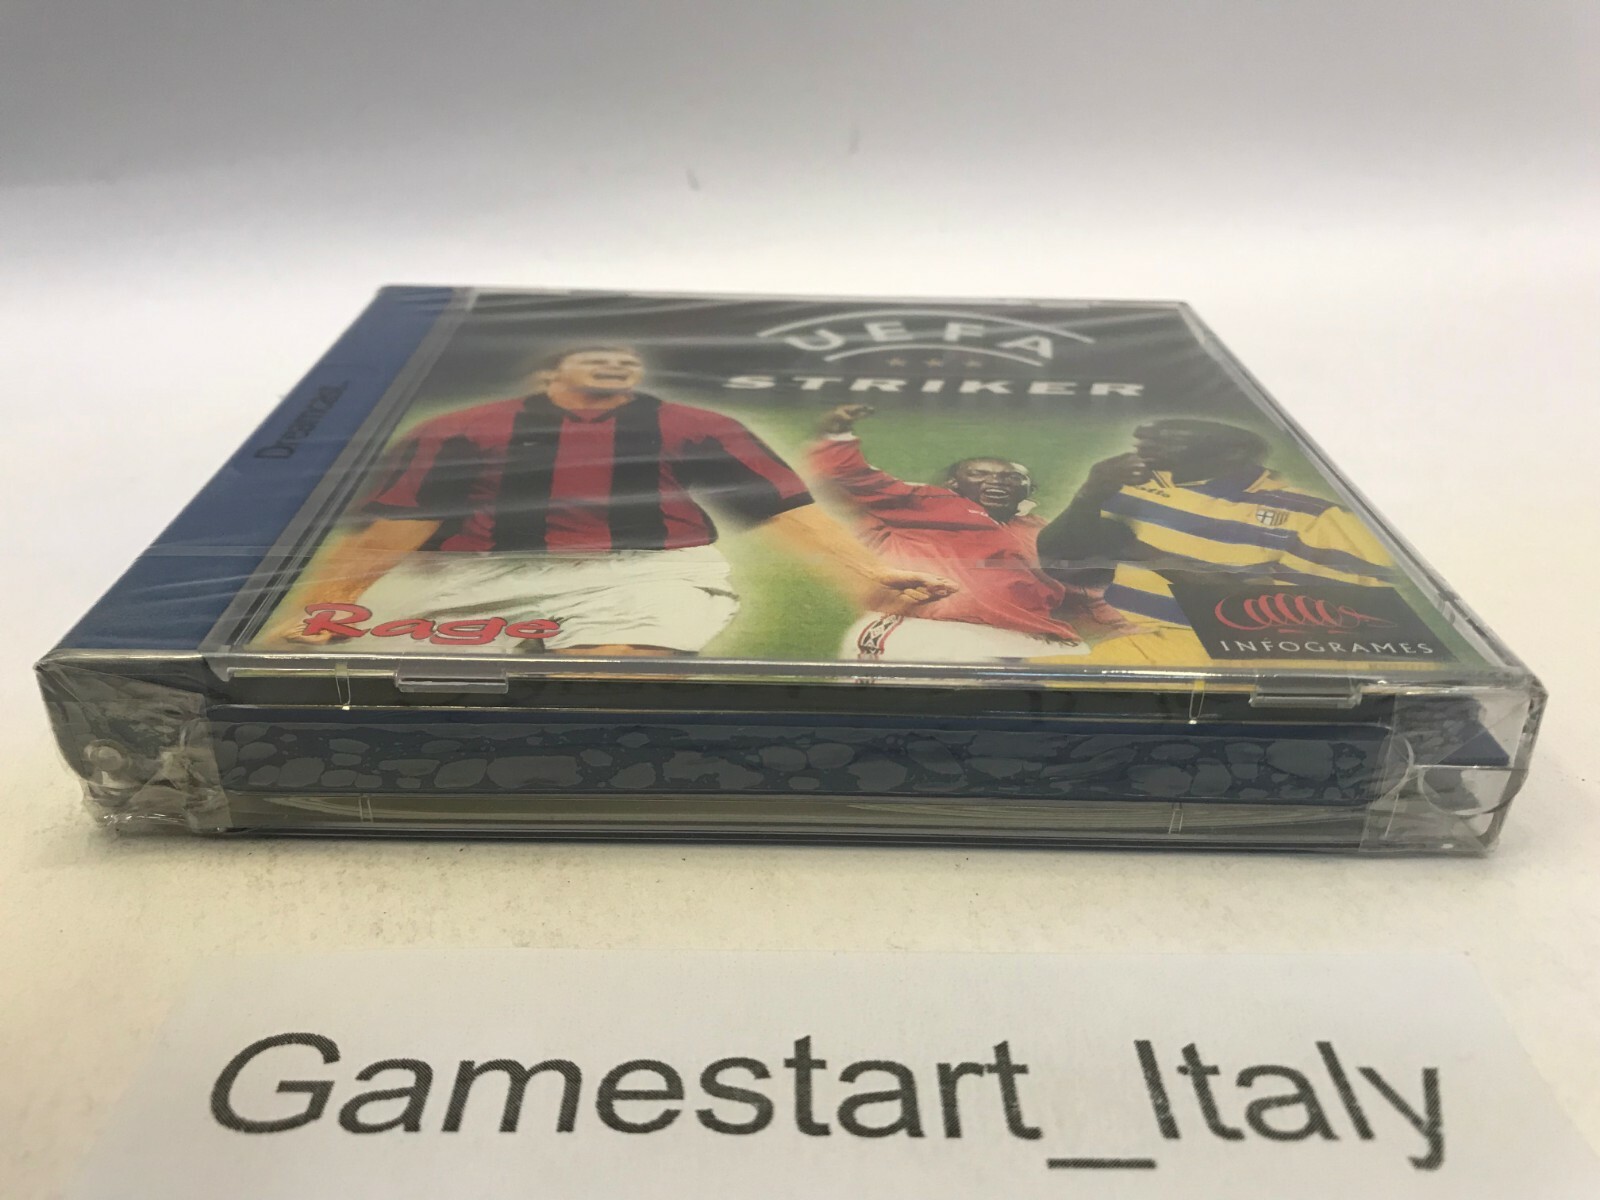 UEFA
STRIKER
Dreamcast
Rage
INFOGRAMES
Gamestart_Italy